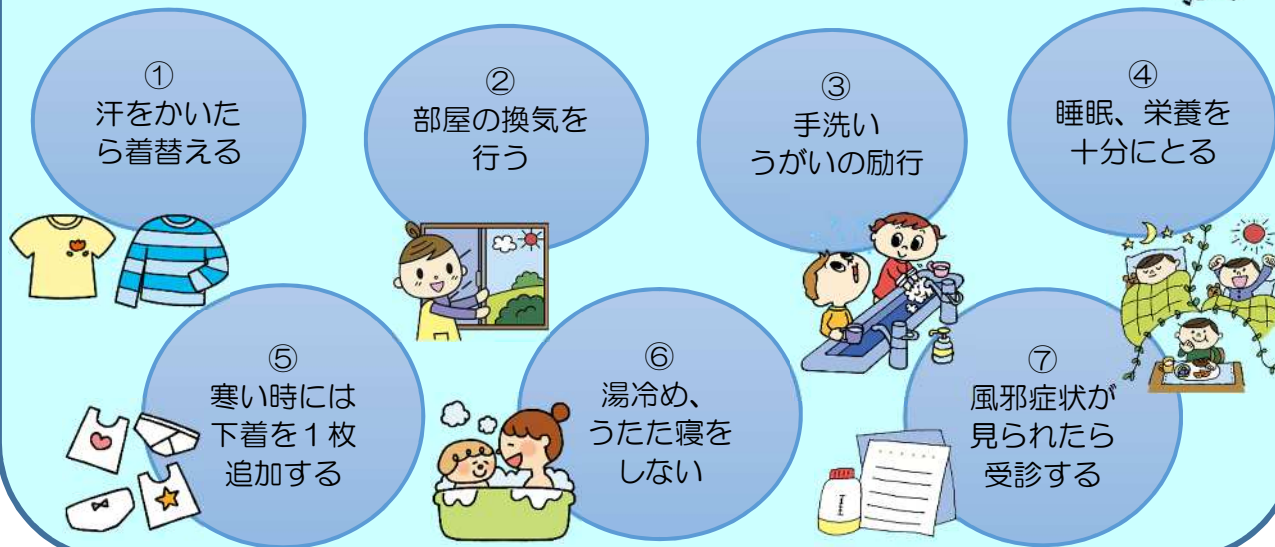 ①
汗をかいた
ら着替える
②
部屋の換気を
行う
③
手洗い
うがいの励行
④
睡眠、栄養を
十分にとる
⑤
寒い時には
下着を１枚
追加する
⑥
湯冷め、
うたた寝を
しない
⑦
風邪症状が
見られたら
受診する